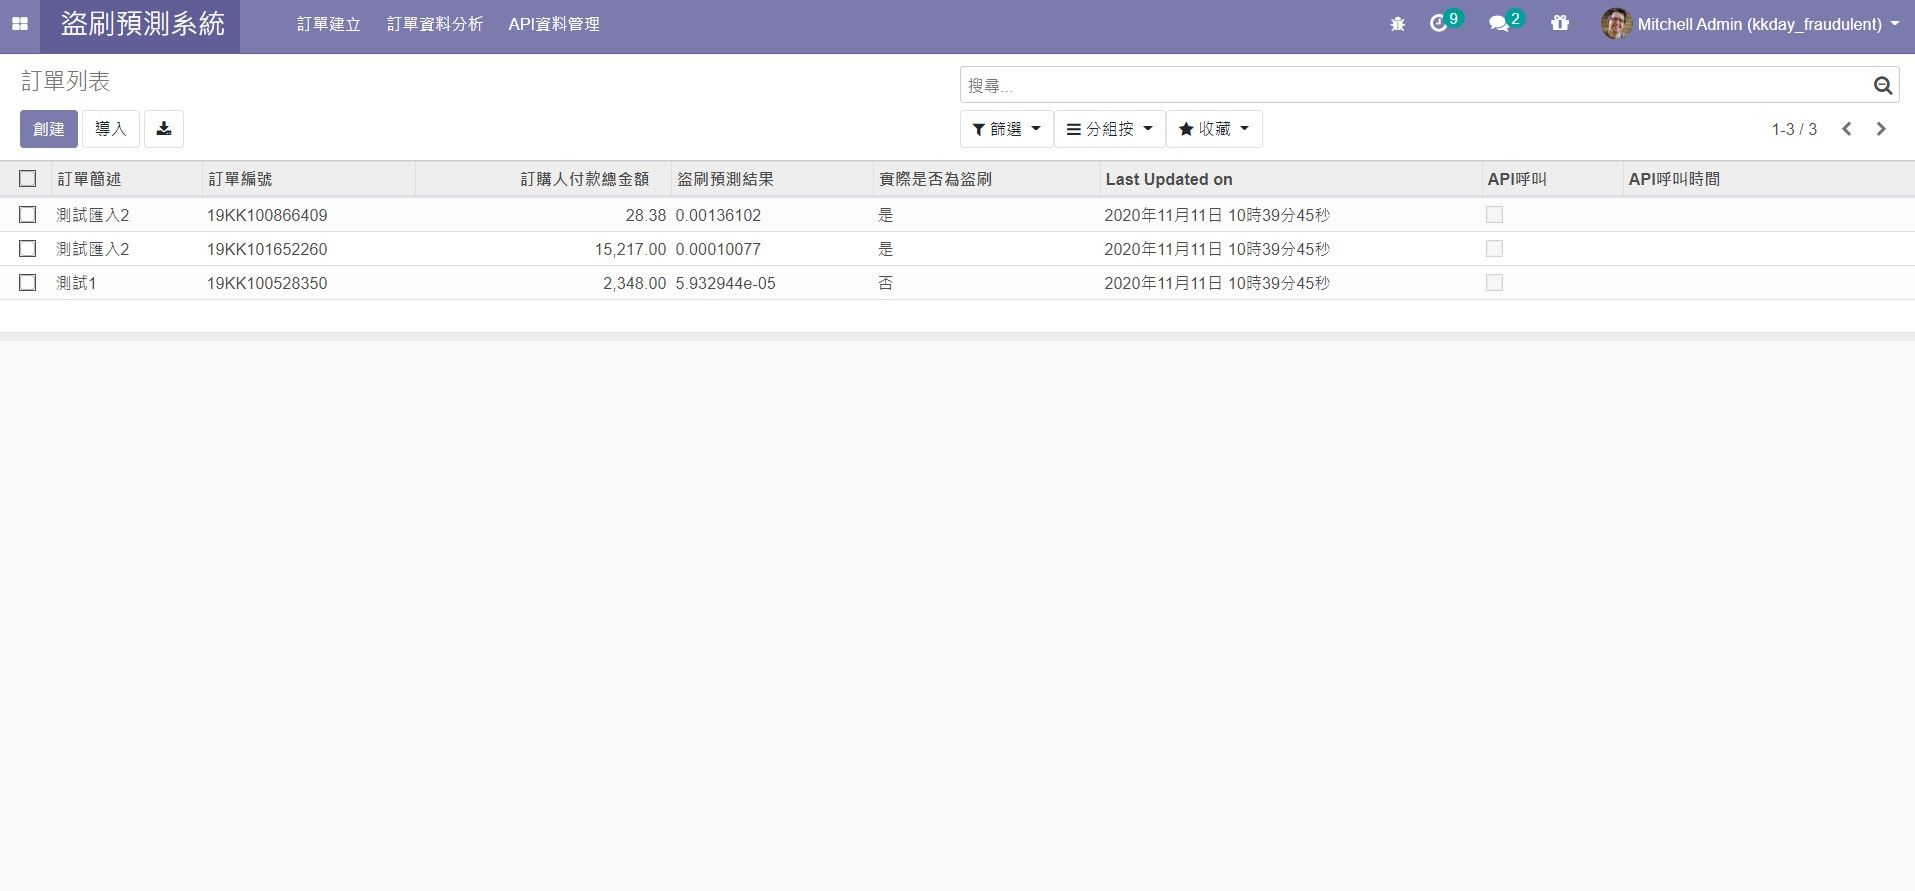 盜刷預測系統 訂單建立 訂單資料分析 API資料管理 9 2 Mitchell Admin (kkday_fraudulent)
訂單列表
搜尋...
創建 導入 篩選 分組按 收藏 1-3 / 3
訂單簡述 訂單編號 訂購人付款總金額 盜刷預測結果 實際是否為盜刷 Last Updated on API呼叫 API呼叫時間
測試匯入2 19KK100866409 28.38 0.00136102 是 2020年11月11日 10時39分45秒
測試匯入2 19KK101652260 15,217.00 0.00010077 是 2020年11月11日 10時39分45秒
測試1 19KK100528350 2,348.00 5.932944e-05 否 2020年11月11日 10時39分45秒